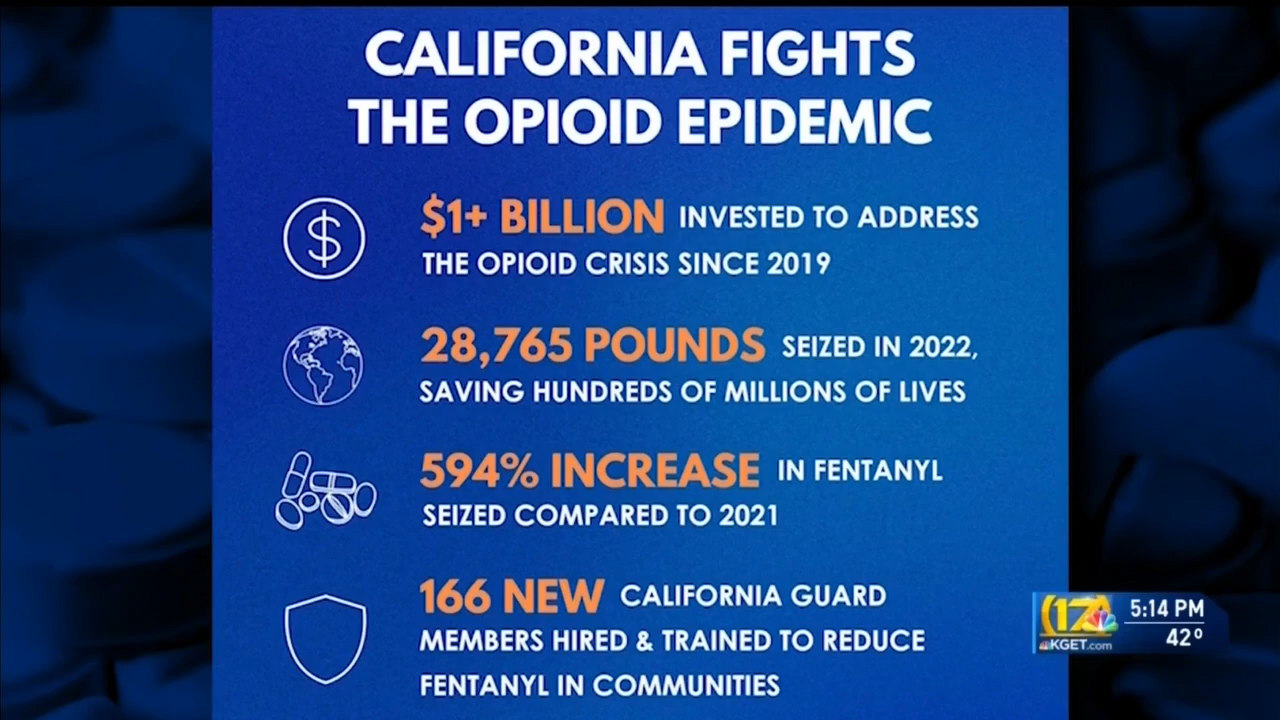 CALIFORNIA FIGHTS
THE OPIOID EPIDEMIC
$1+ BILLION INVESTED TO ADDRESS
THE OPIOID CRISIS SINCE 2019
28,765 POUNDS SEIZED IN 2022,
SAVING HUNDREDS OF MILLIONS OF LIVES
594% INCREASE IN FENTANYL
SEIZED COMPARED TO 2021
166 NEW CALIFORNIA GUARD
MEMBERS HIRED & TRAINED TO REDUCE
FENTANYL IN COMMUNITIES
17
KGET.com
5:14 PM
42°